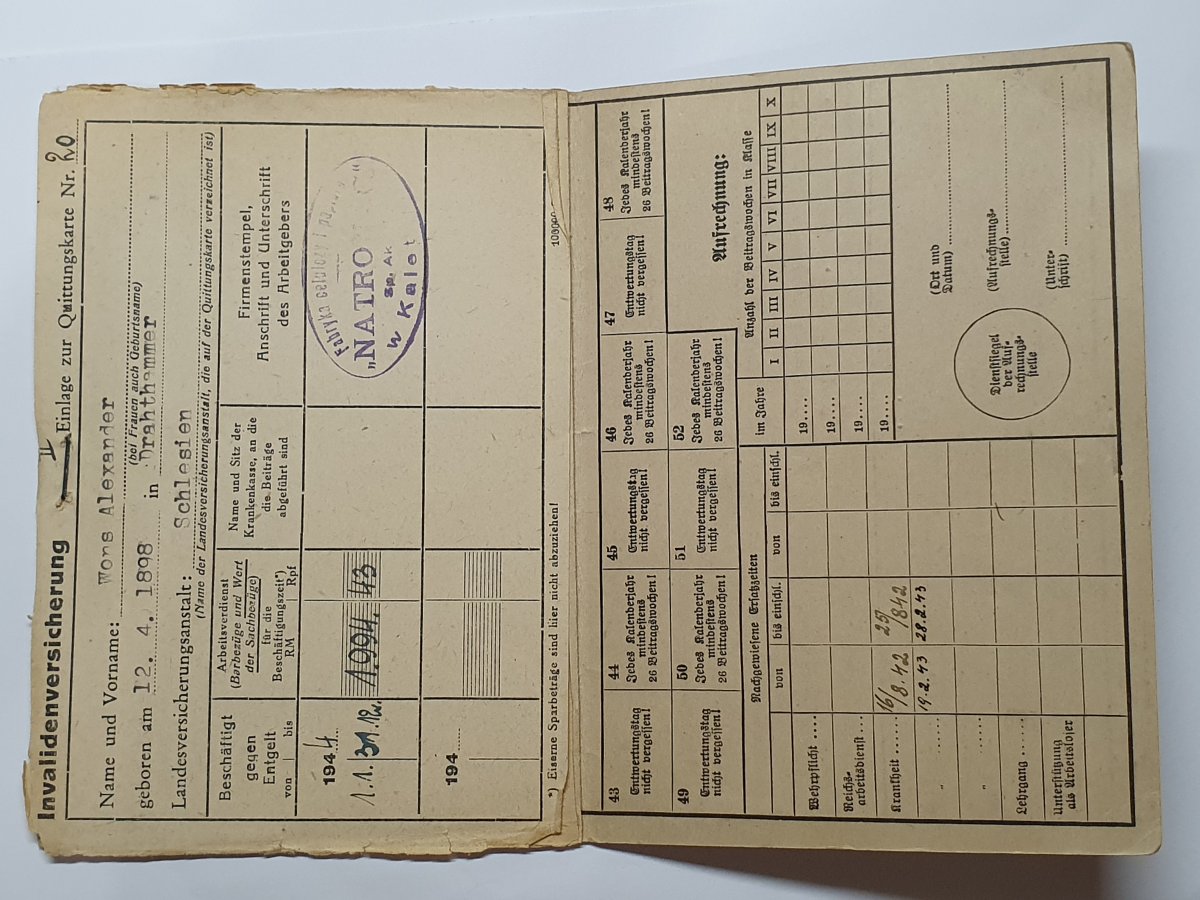 Invalidenversicherung
II Einlage zur Quittungskarte Nr. 20
Name und Vorname: Wons Alexander
(bei Frauen auch Geburtsname)
geboren am 12. 4. 1898 in Drahthammer
Landesversicherungsanstalt: Schlesien
(Name der Landesversicherungsanstalt, die auf der Quittungskarte verzeichnet ist)
Beschäftigt gegen Entgelt
von | bis
Arbeitsverdienst
(Barbezüge und Wert der Sachbezüge)
für die Beschäftigungszeit*)
RM | Rpf
Name und Sitz der Krankenkasse, an die die Beiträge abgeführt sind
Firmenstempel, Anschrift und Unterschrift des Arbeitgebers
1944
1.1. 31.12.
1.994. 43
Fabryka celulozy i
„NATRO
Sp. Ak
w Kalet
194
*) Eiserne Sparbeträge sind hier nicht abzuziehen!
43
Entwertungstag nicht vergessen!
44
Jedes Kalenderjahr mindestens 26 Beitragswochen!
45
Entwertungstag nicht vergessen!
46
Jedes Kalenderjahr mindestens 26 Beitragswochen!
47
Entwertungstag nicht vergessen!
48
Jedes Kalenderjahr mindestens 26 Beitragswochen!
49
Entwertungstag nicht vergessen!
50
Jedes Kalenderjahr mindestens 26 Beitragswochen!
51
Entwertungstag nicht vergessen!
52
Jedes Kalenderjahr mindestens 26 Beitragswochen!
Aufrechnung:
Nachgewiesene Ersatzzeiten
von | bis einschl. | von | bis einschl.
Wehrpflicht ....
Reichsarbeitsdienst ...
Krankheit ...... 16/8.42 25/842
„ ...... 19.2.43 28.2.43
„ ......
Lehrgang ....
Unterstützung als Arbeitsloser
im Jahre
Anzahl der Beitragswochen in Klasse
I II III IV V VI VII VIII IX X
19....
19....
19....
19....
Dienstsiegel der Aufrechnungsstelle
(Ort und Datum)
(Aufrechnungsstelle)
(Unterschrift)